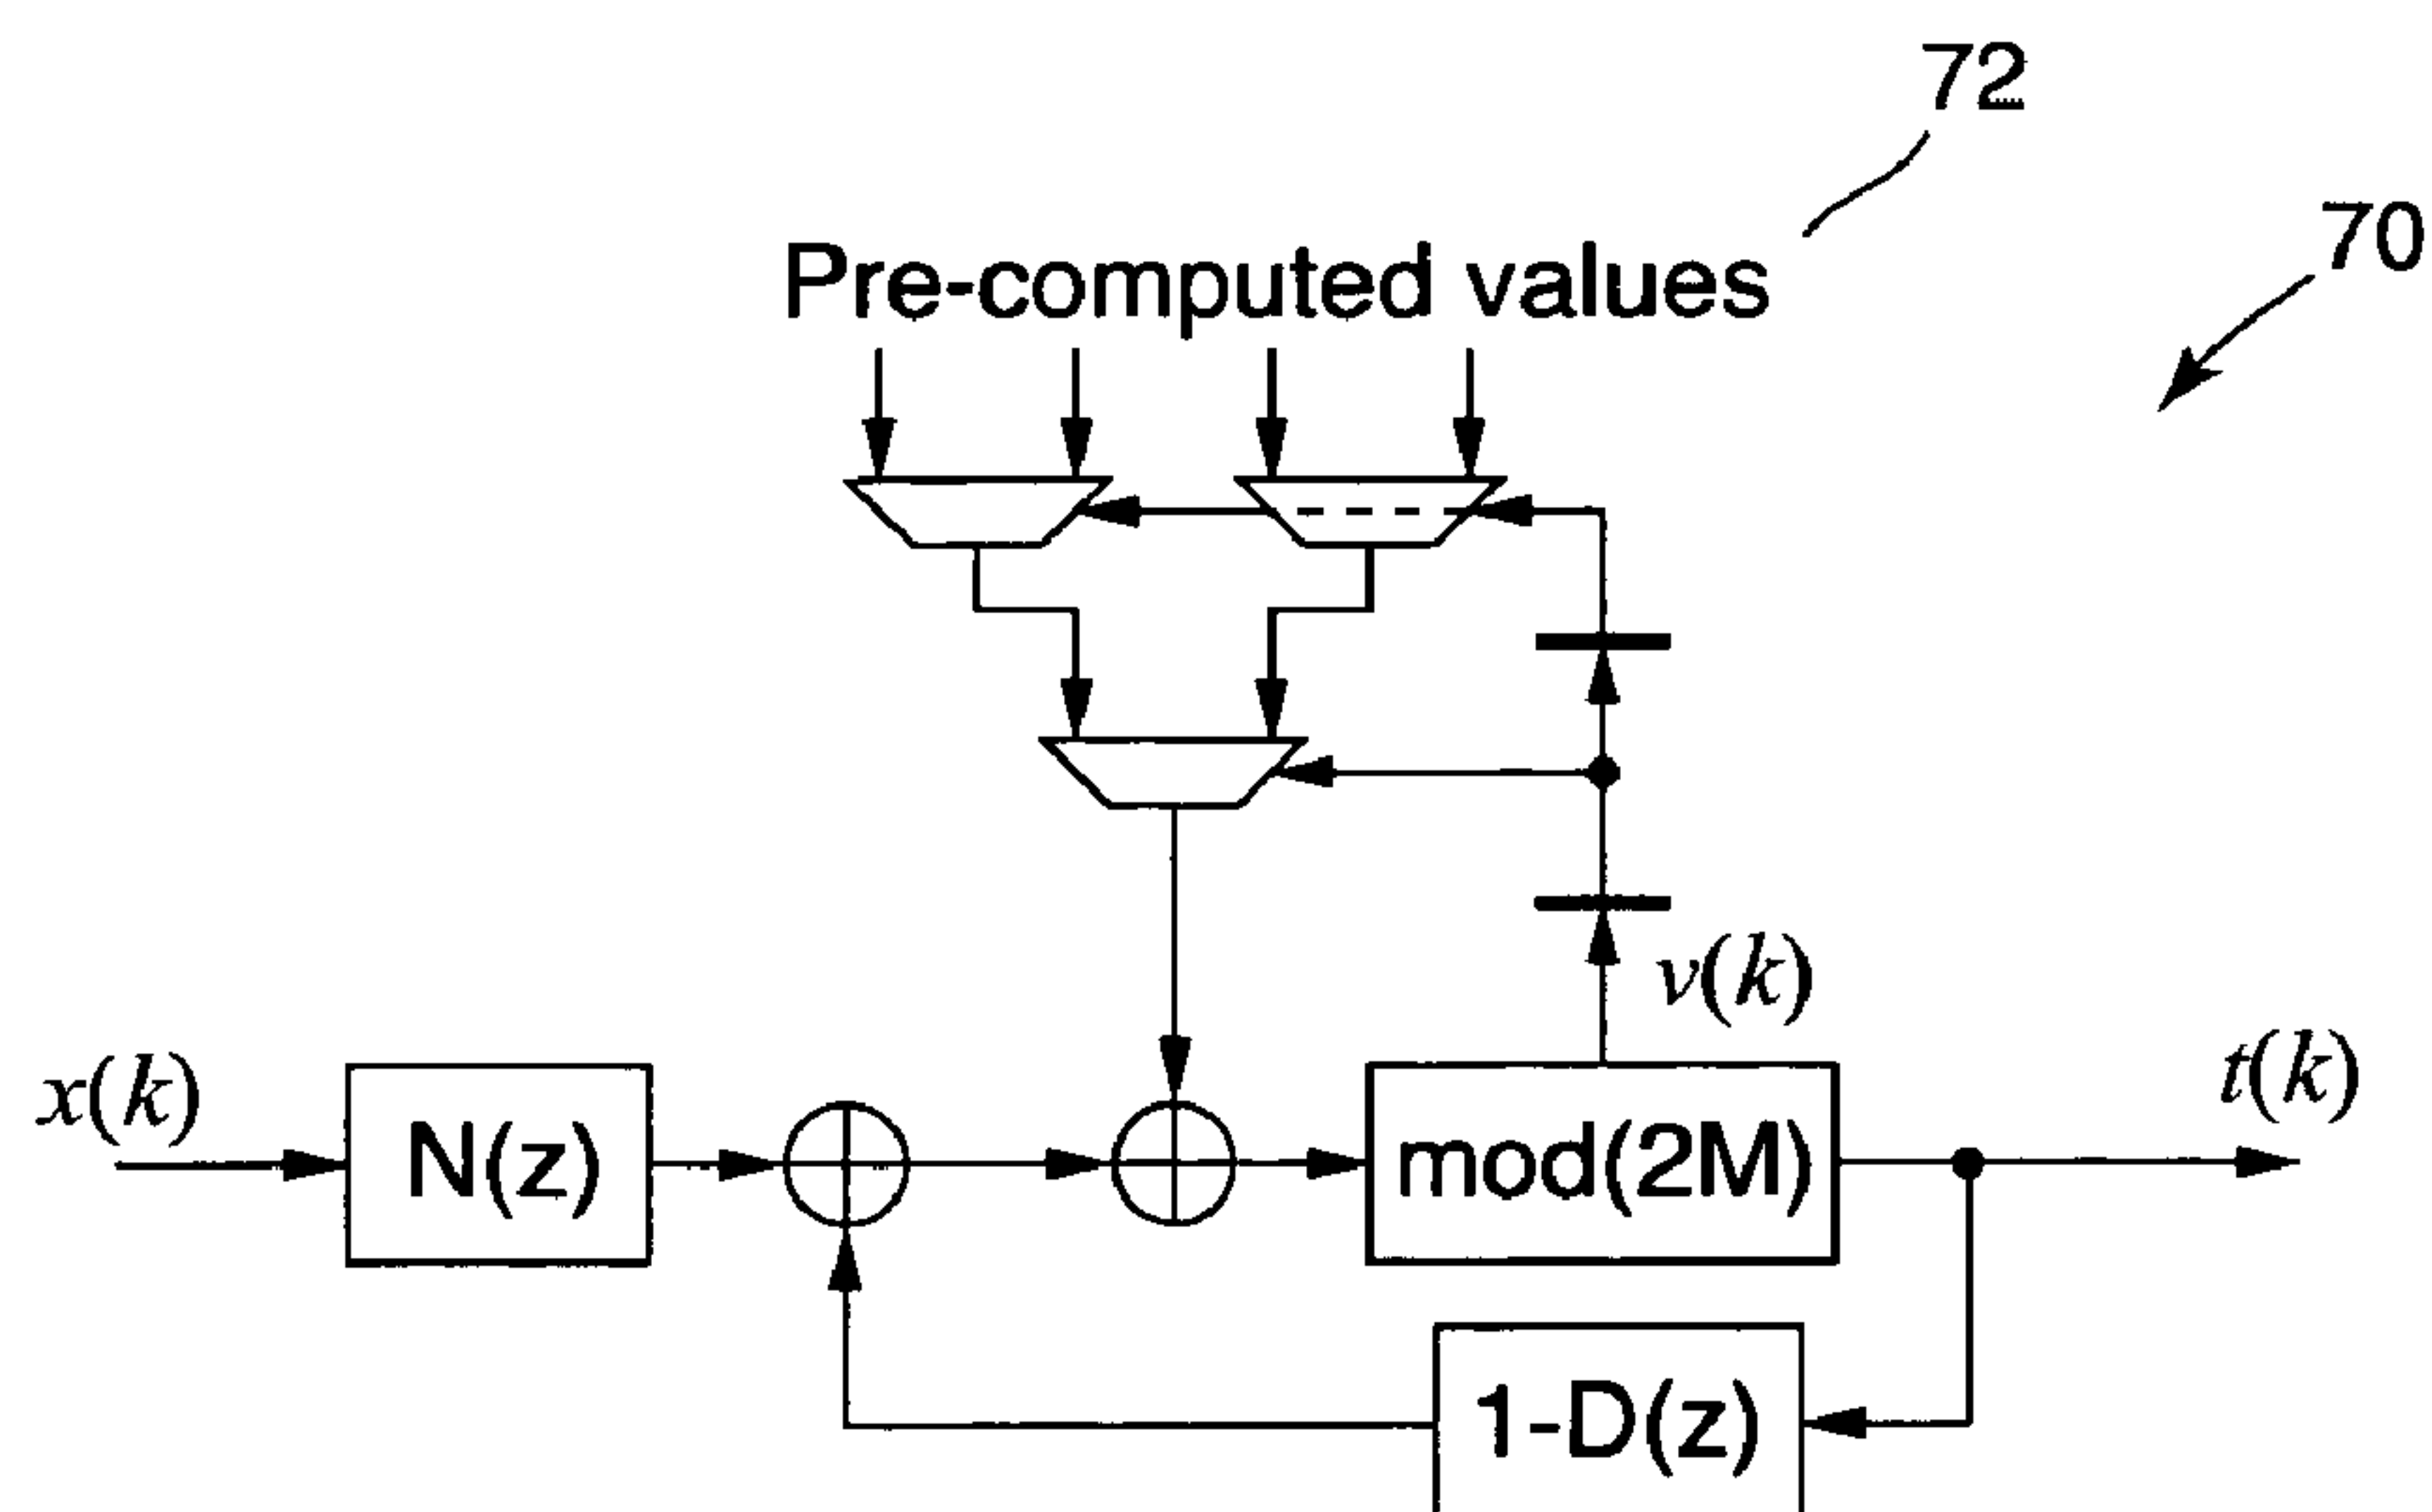 72
70
Pre-computed values
v(k)
x(k)
N(z)
mod(2M)
t(k)
1-D(z)